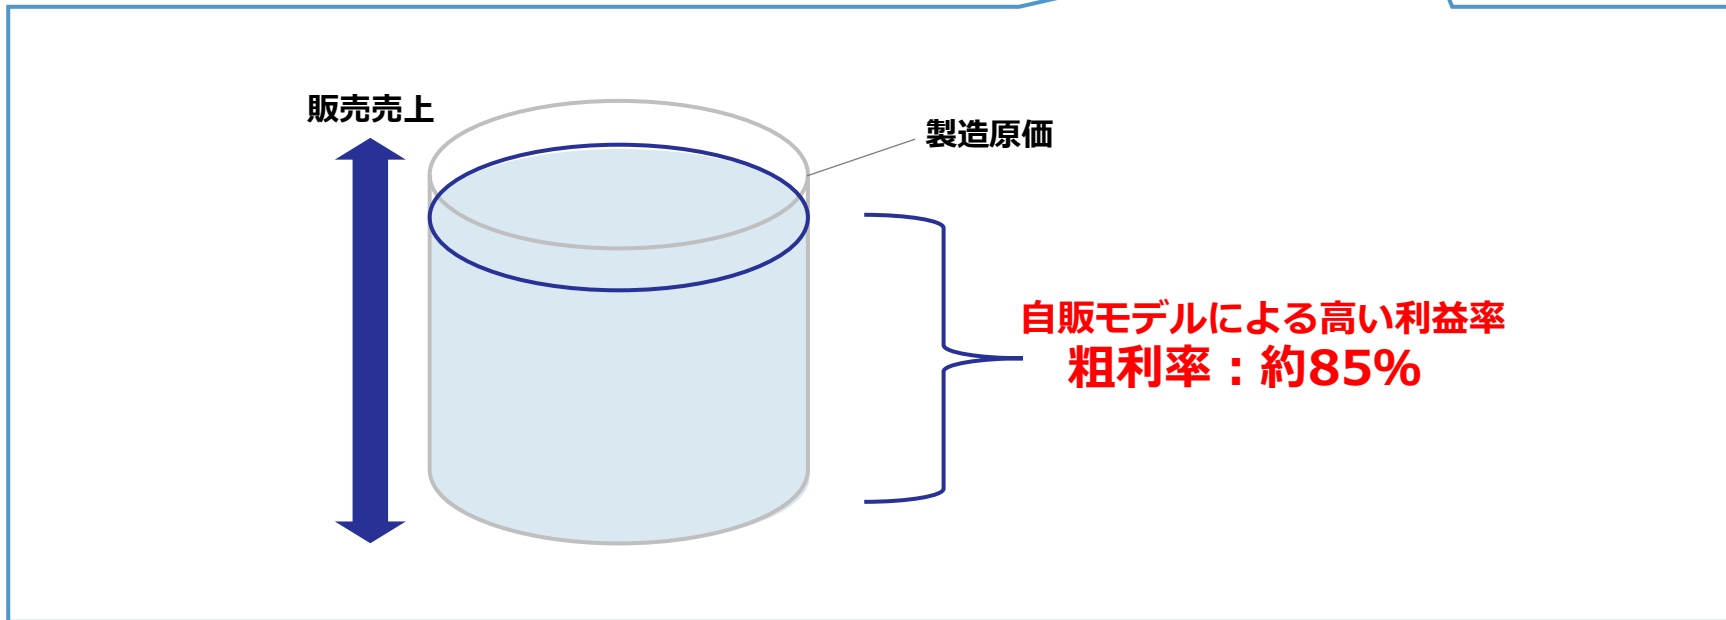 販売売上
製造原価
自販モデルによる高い利益率
粗利率：約85%